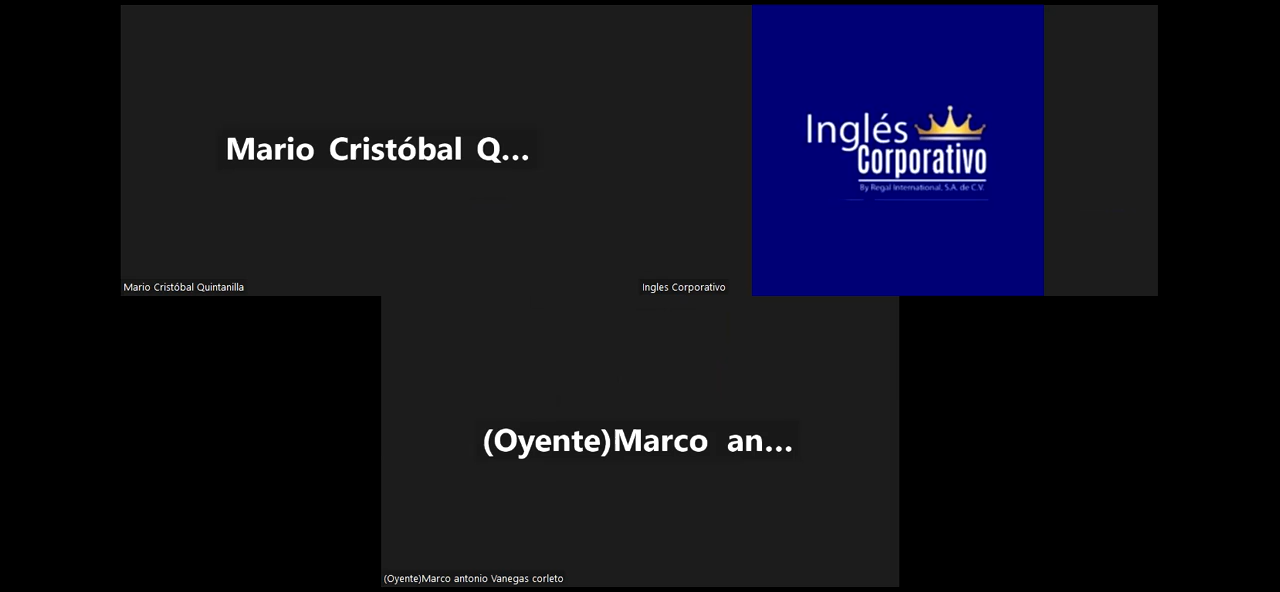 Mario Cristóbal Q...
Mario Cristóbal Quintanilla
Inglés
Corporativo
By Regal International, S.A. de C.V.
Ingles Corporativo
(Oyente)Marco an...
(Oyente)Marco antonio Vanegas corleto